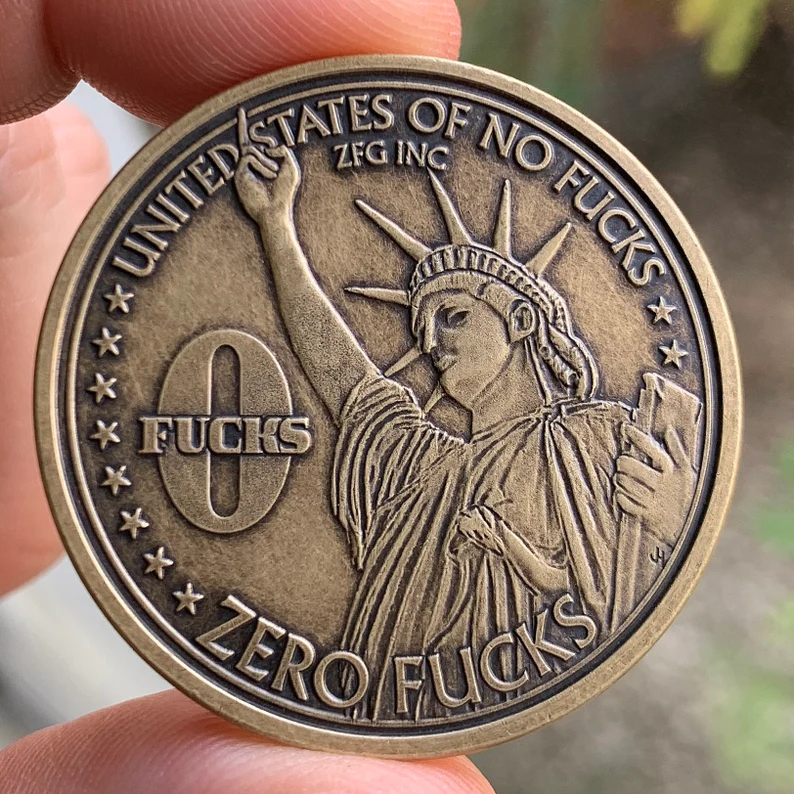 UNITED STATES OF NO FUCKS
ZFG INC
0
FUCKS
ZERO FUCKS